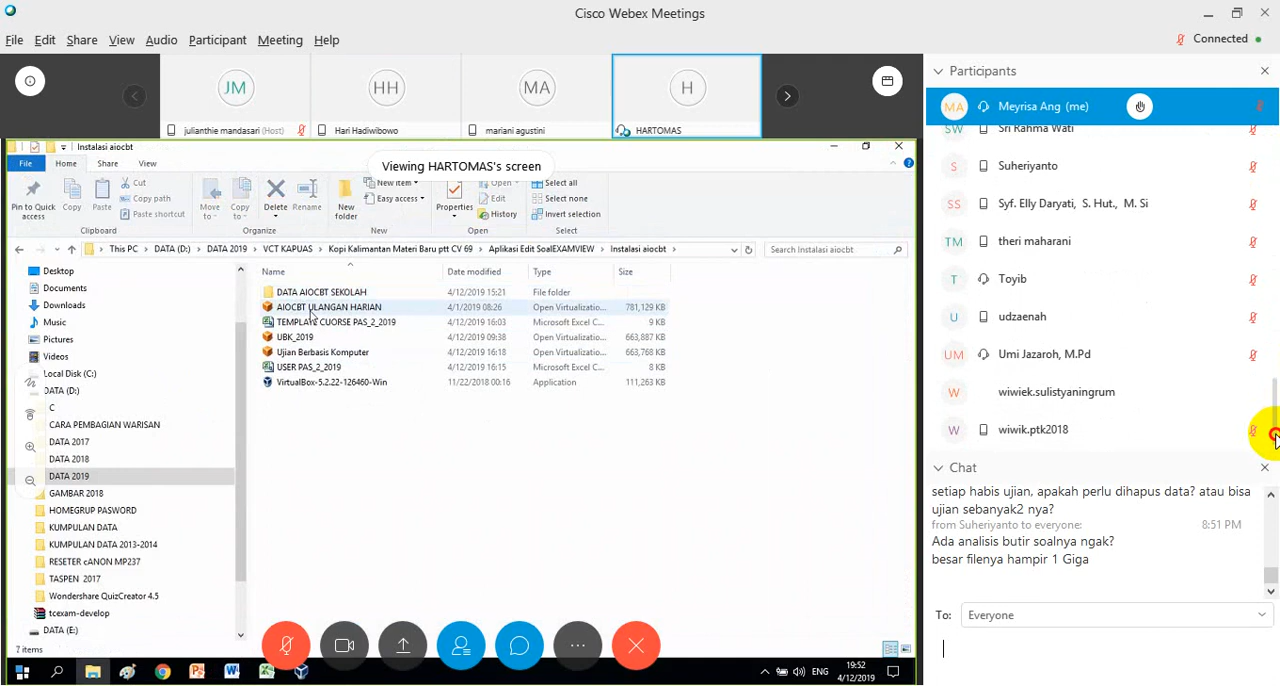 Cisco Webex Meetings
File Edit Share View Audio Participant Meeting Help
Connected
JM
HH
MA
H
julianthie mandasari (Host)
Hari Hadiwibowo
mariani agustini
HARTOMAS
Instalasi aiocbt
Viewing HARTOMAS's screen
File Home Share View
Pin to Quick access
Copy
Paste
Cut
Copy path
Paste shortcut
Clipboard
Move to
Copy to
Delete
Rename
Organize
New folder
New item
Easy access
New
Properties
Open
Edit
History
Open
Select all
Select none
Invert selection
Select
This PC > DATA (D:) > DATA 2019 > VCT KAPUAS > Kopi Kalimantan Materi Baru ptt CV 69 > Aplikasi Edit SoalEXAMVIEW > Instalasi aiocbt >
Search Instalasi aiocbt
Desktop
Documents
Downloads
Music
Pictures
Videos
Local Disk (C:)
DATA (D:)
C
CARA PEMBAGIAN WARISAN
DATA 2017
DATA 2018
DATA 2019
GAMBAR 2018
HOMEGRUP PASWORD
KUMPULAN DATA
KUMPULAN DATA 2013-2014
RESETER cANON MP237
TASPEN 2017
Wondershare QuizCreator 4.5
tcexam-develop
DATA (E:)
Name Date modified Type Size
DATA AIOCBT SEKOLAH 4/12/2019 15:21 File folder
AIOCBT ULANGAN HARIAN 4/1/2019 08:26 Open Virtualizatio... 781,129 KB
TEMPLATE CUORSE PAS_2_2019 4/12/2019 16:03 Microsoft Excel C... 9 KB
UBK_2019 4/12/2019 09:38 Open Virtualizatio... 663,887 KB
Ujian Berbasis Komputer 4/12/2019 16:18 Open Virtualizatio... 663,768 KB
USER PAS_2_2019 4/12/2019 16:15 Microsoft Excel C... 8 KB
VirtualBox-5.2.22-126460-Win 11/22/2018 00:16 Application 111,263 KB
7 items
ENG
19:52
4/12/2019
Participants
MA Meyrisa Ang (me)
SW Sri Rahma Wati
S Suheriyanto
SS Syf. Elly Daryati, S. Hut., M. Si
TM theri maharani
T Toyib
U udzaenah
UM Umi Jazaroh, M.Pd
W wiwiek.sulistyaningrum
W wiwik.ptk2018
Chat
setiap habis ujian, apakah perlu dihapus data? atau bisa
ujian sebanyak2 nya?
from Suheriyanto to everyone: 8:51 PM
Ada analisis butir soalnya ngak?
besar filenya hampir 1 Giga
To: Everyone